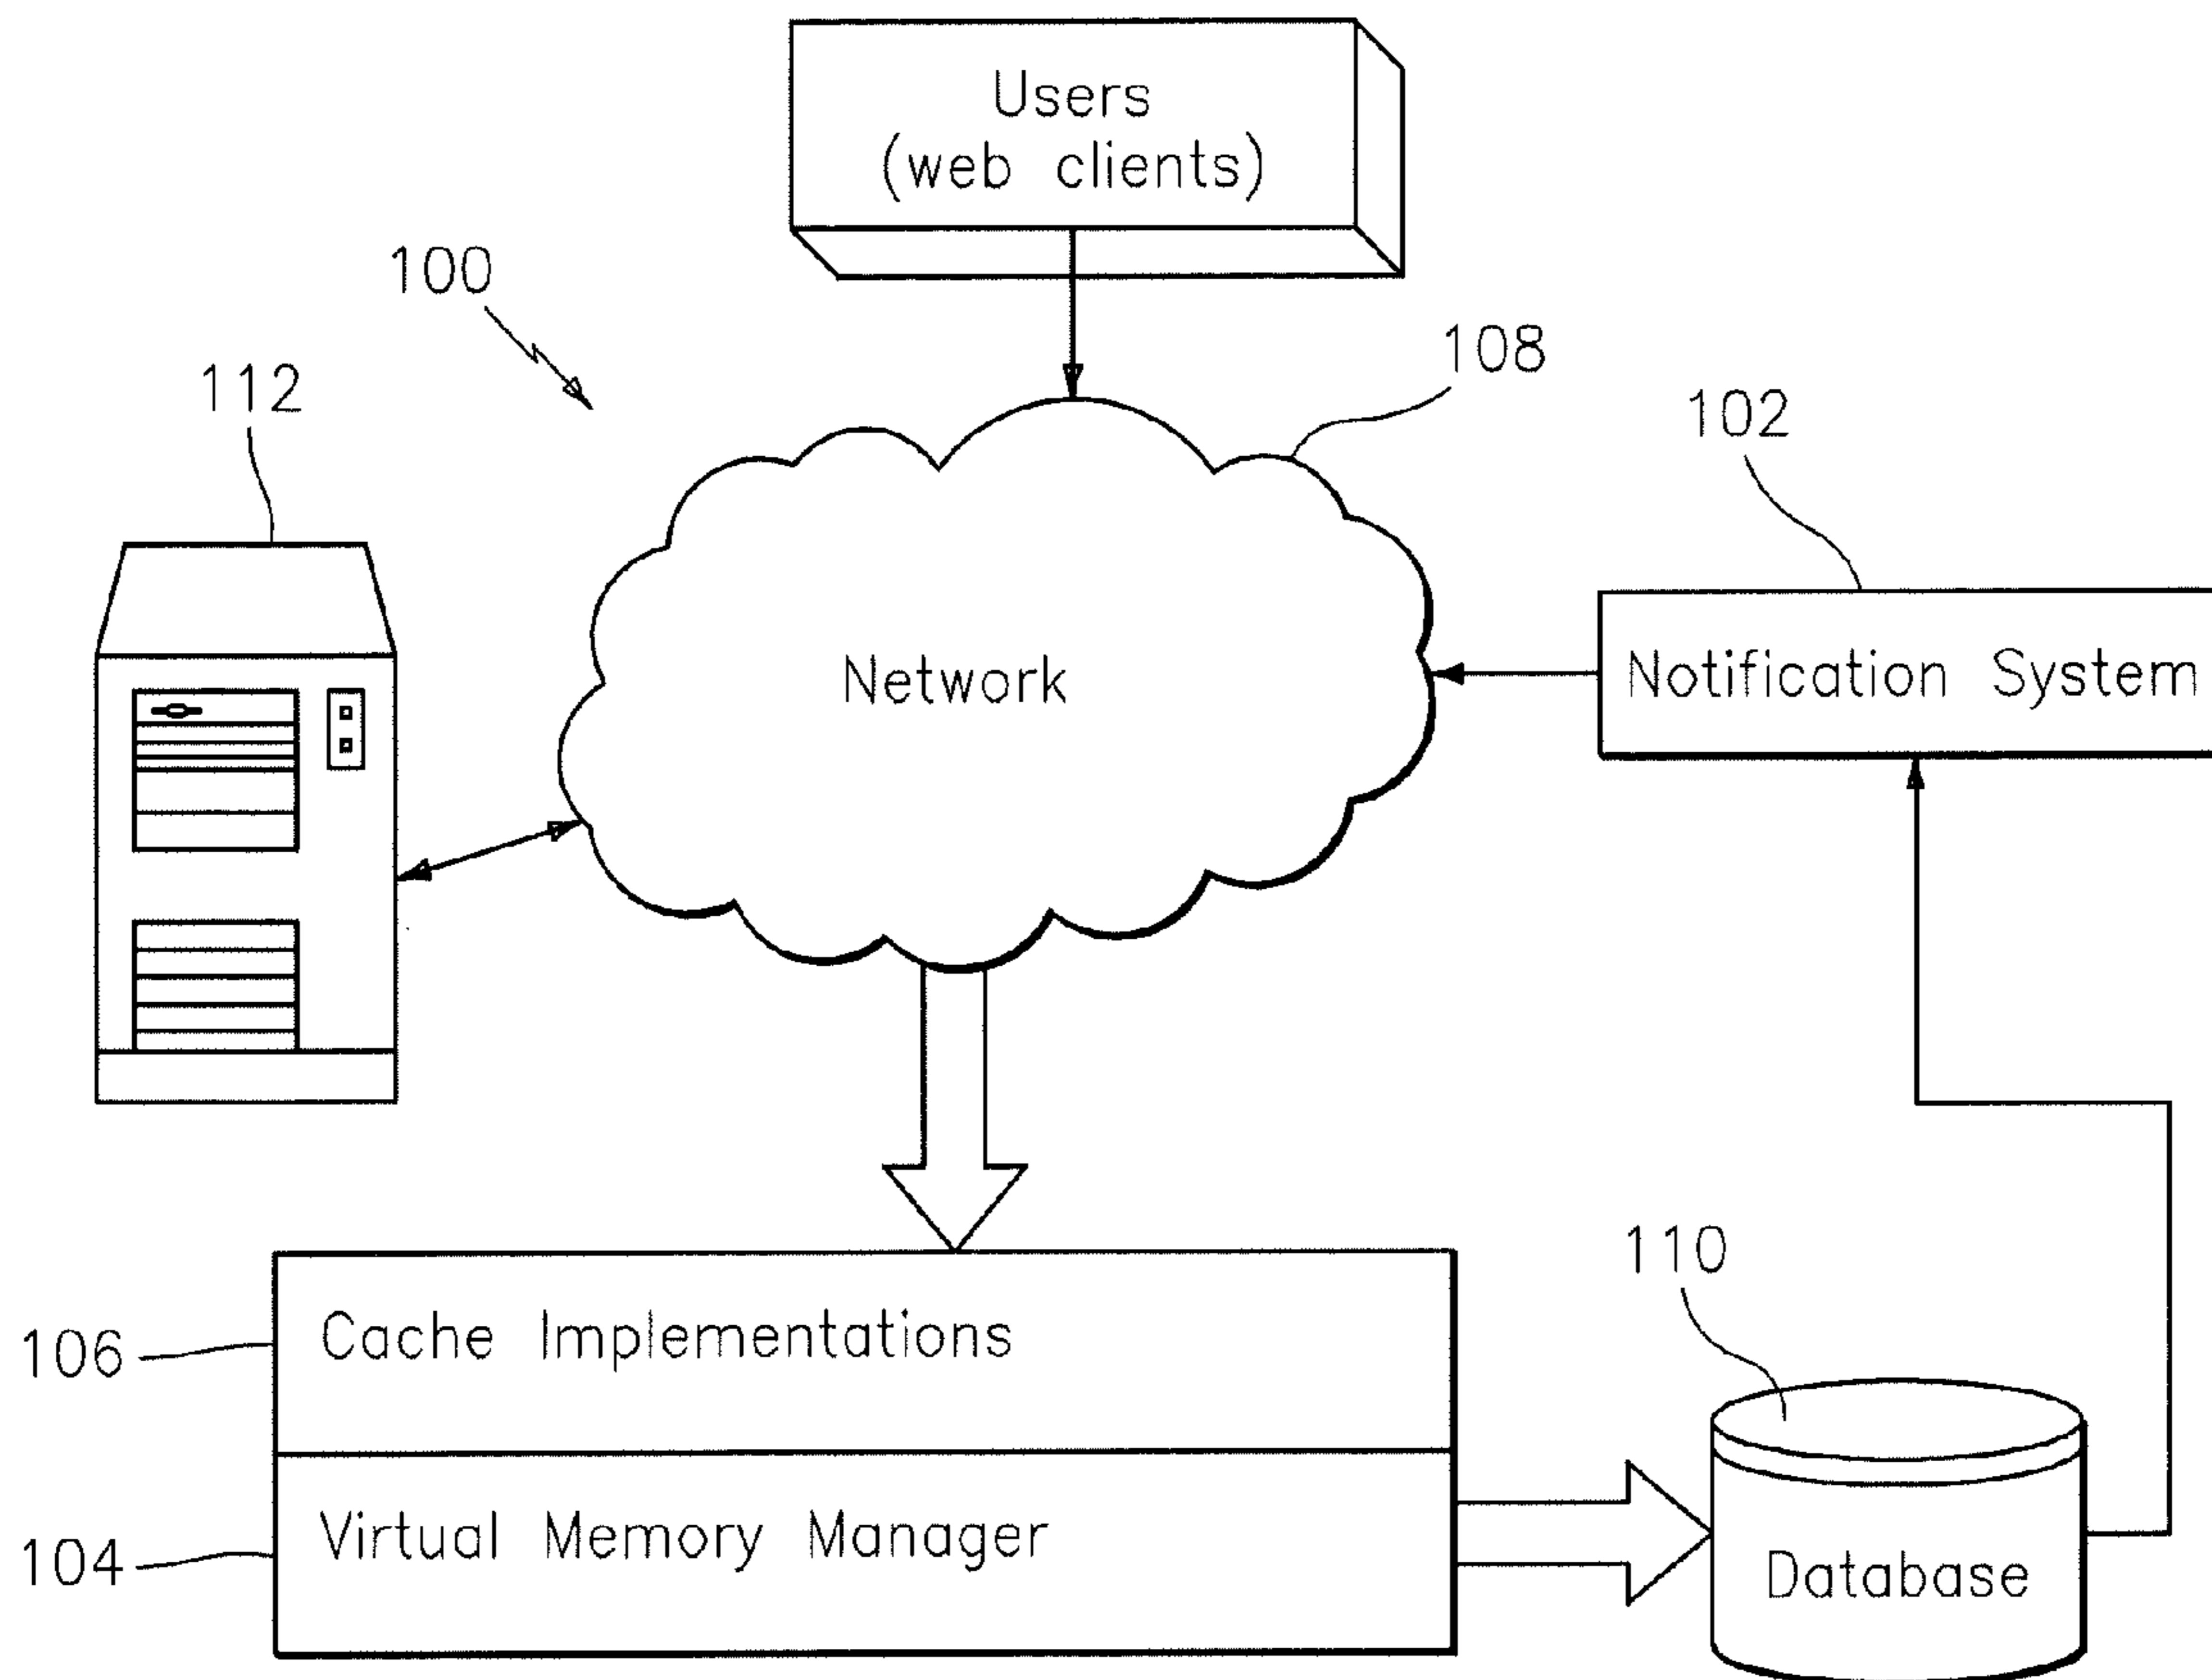 Users
(web clients)
100
108
112
102
Network
Notification System
110
106
Cache Implementations
104
Virtual Memory Manager
Database